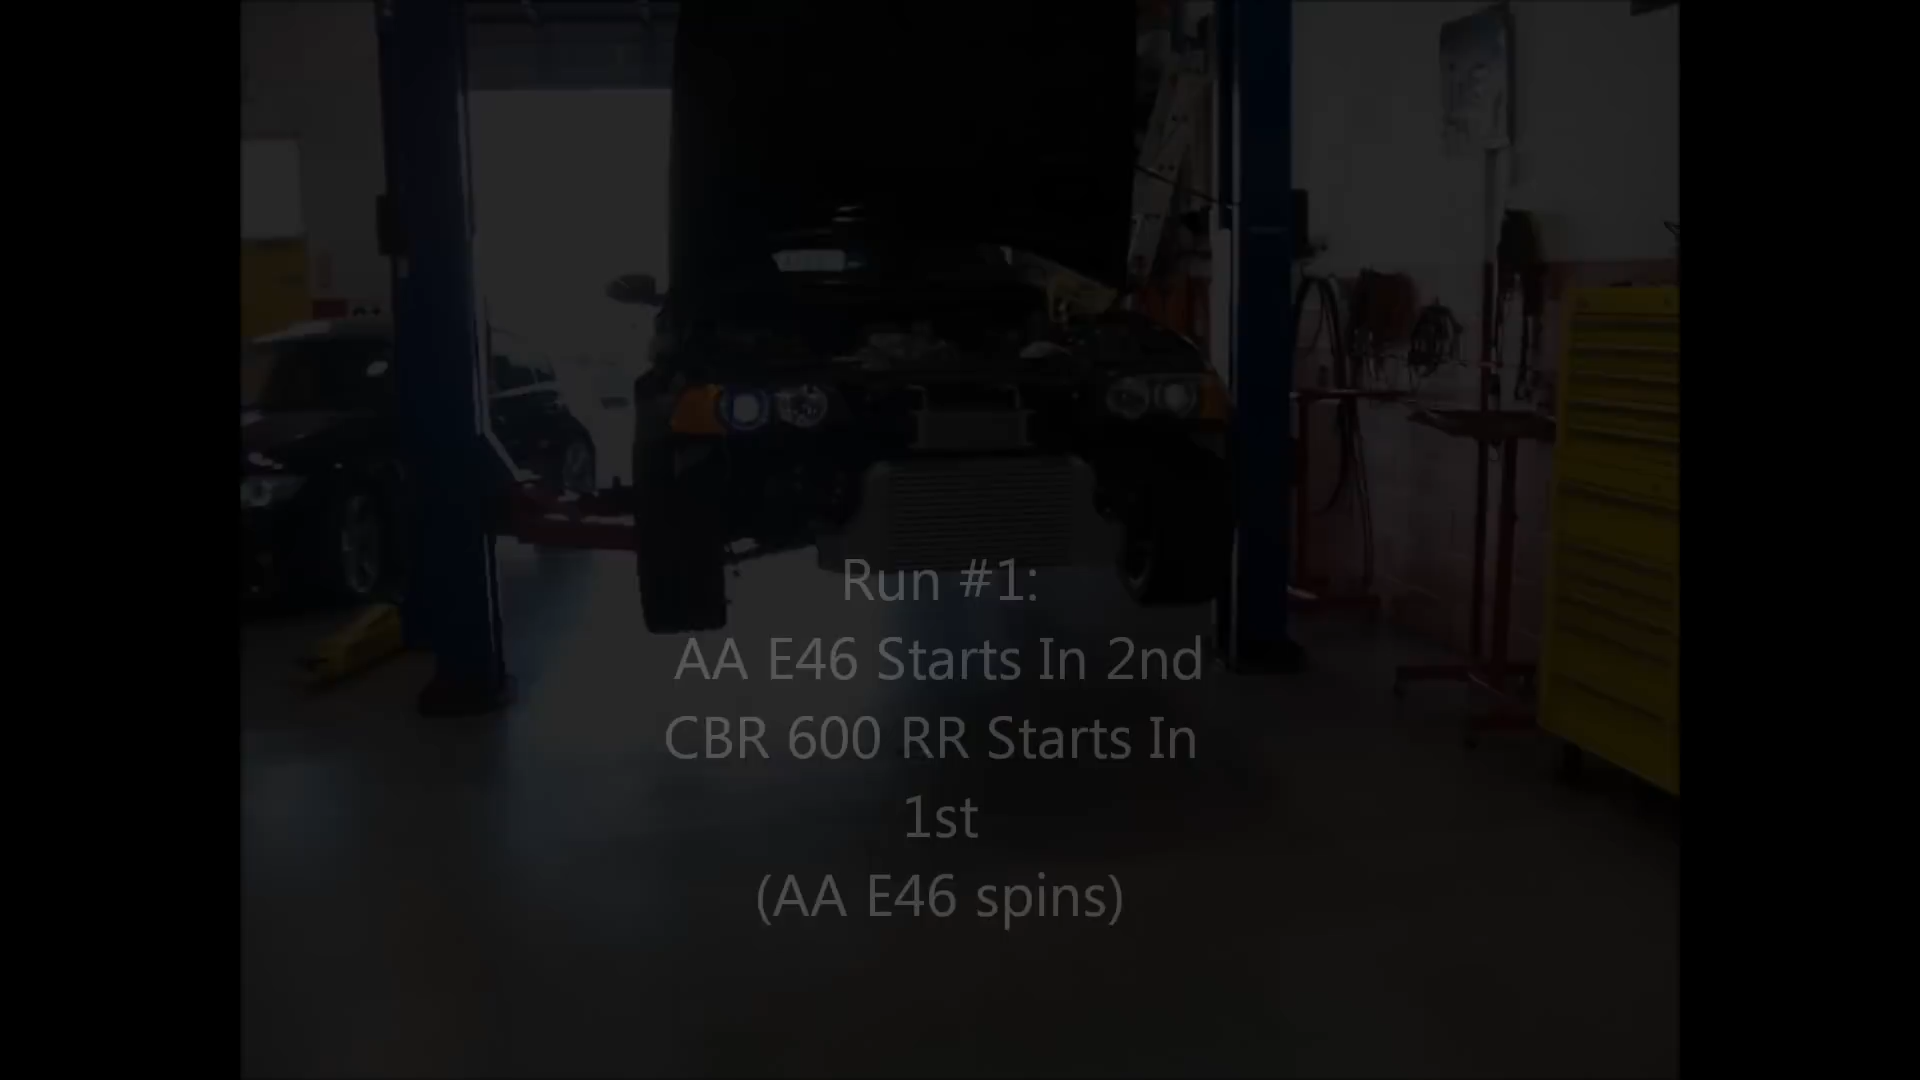 Run #1:
AA E46 Starts In 2nd
CBR 600 RR Starts In
1st
(AA E46 spins)